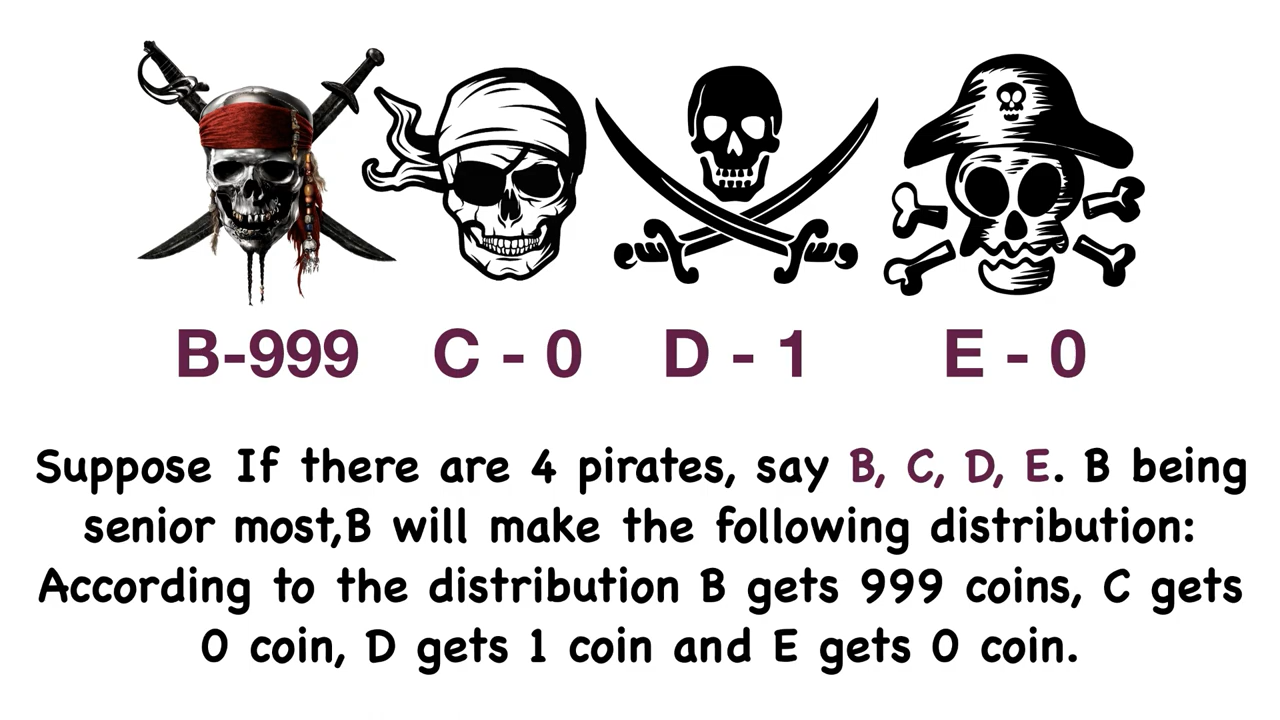 B-999 C - 0 D - 1 E - 0
Suppose If there are 4 pirates, say B, C, D, E. B being
senior most,B will make the following distribution:
According to the distribution B gets 999 coins, C gets
0 coin, D gets 1 coin and E gets 0 coin.